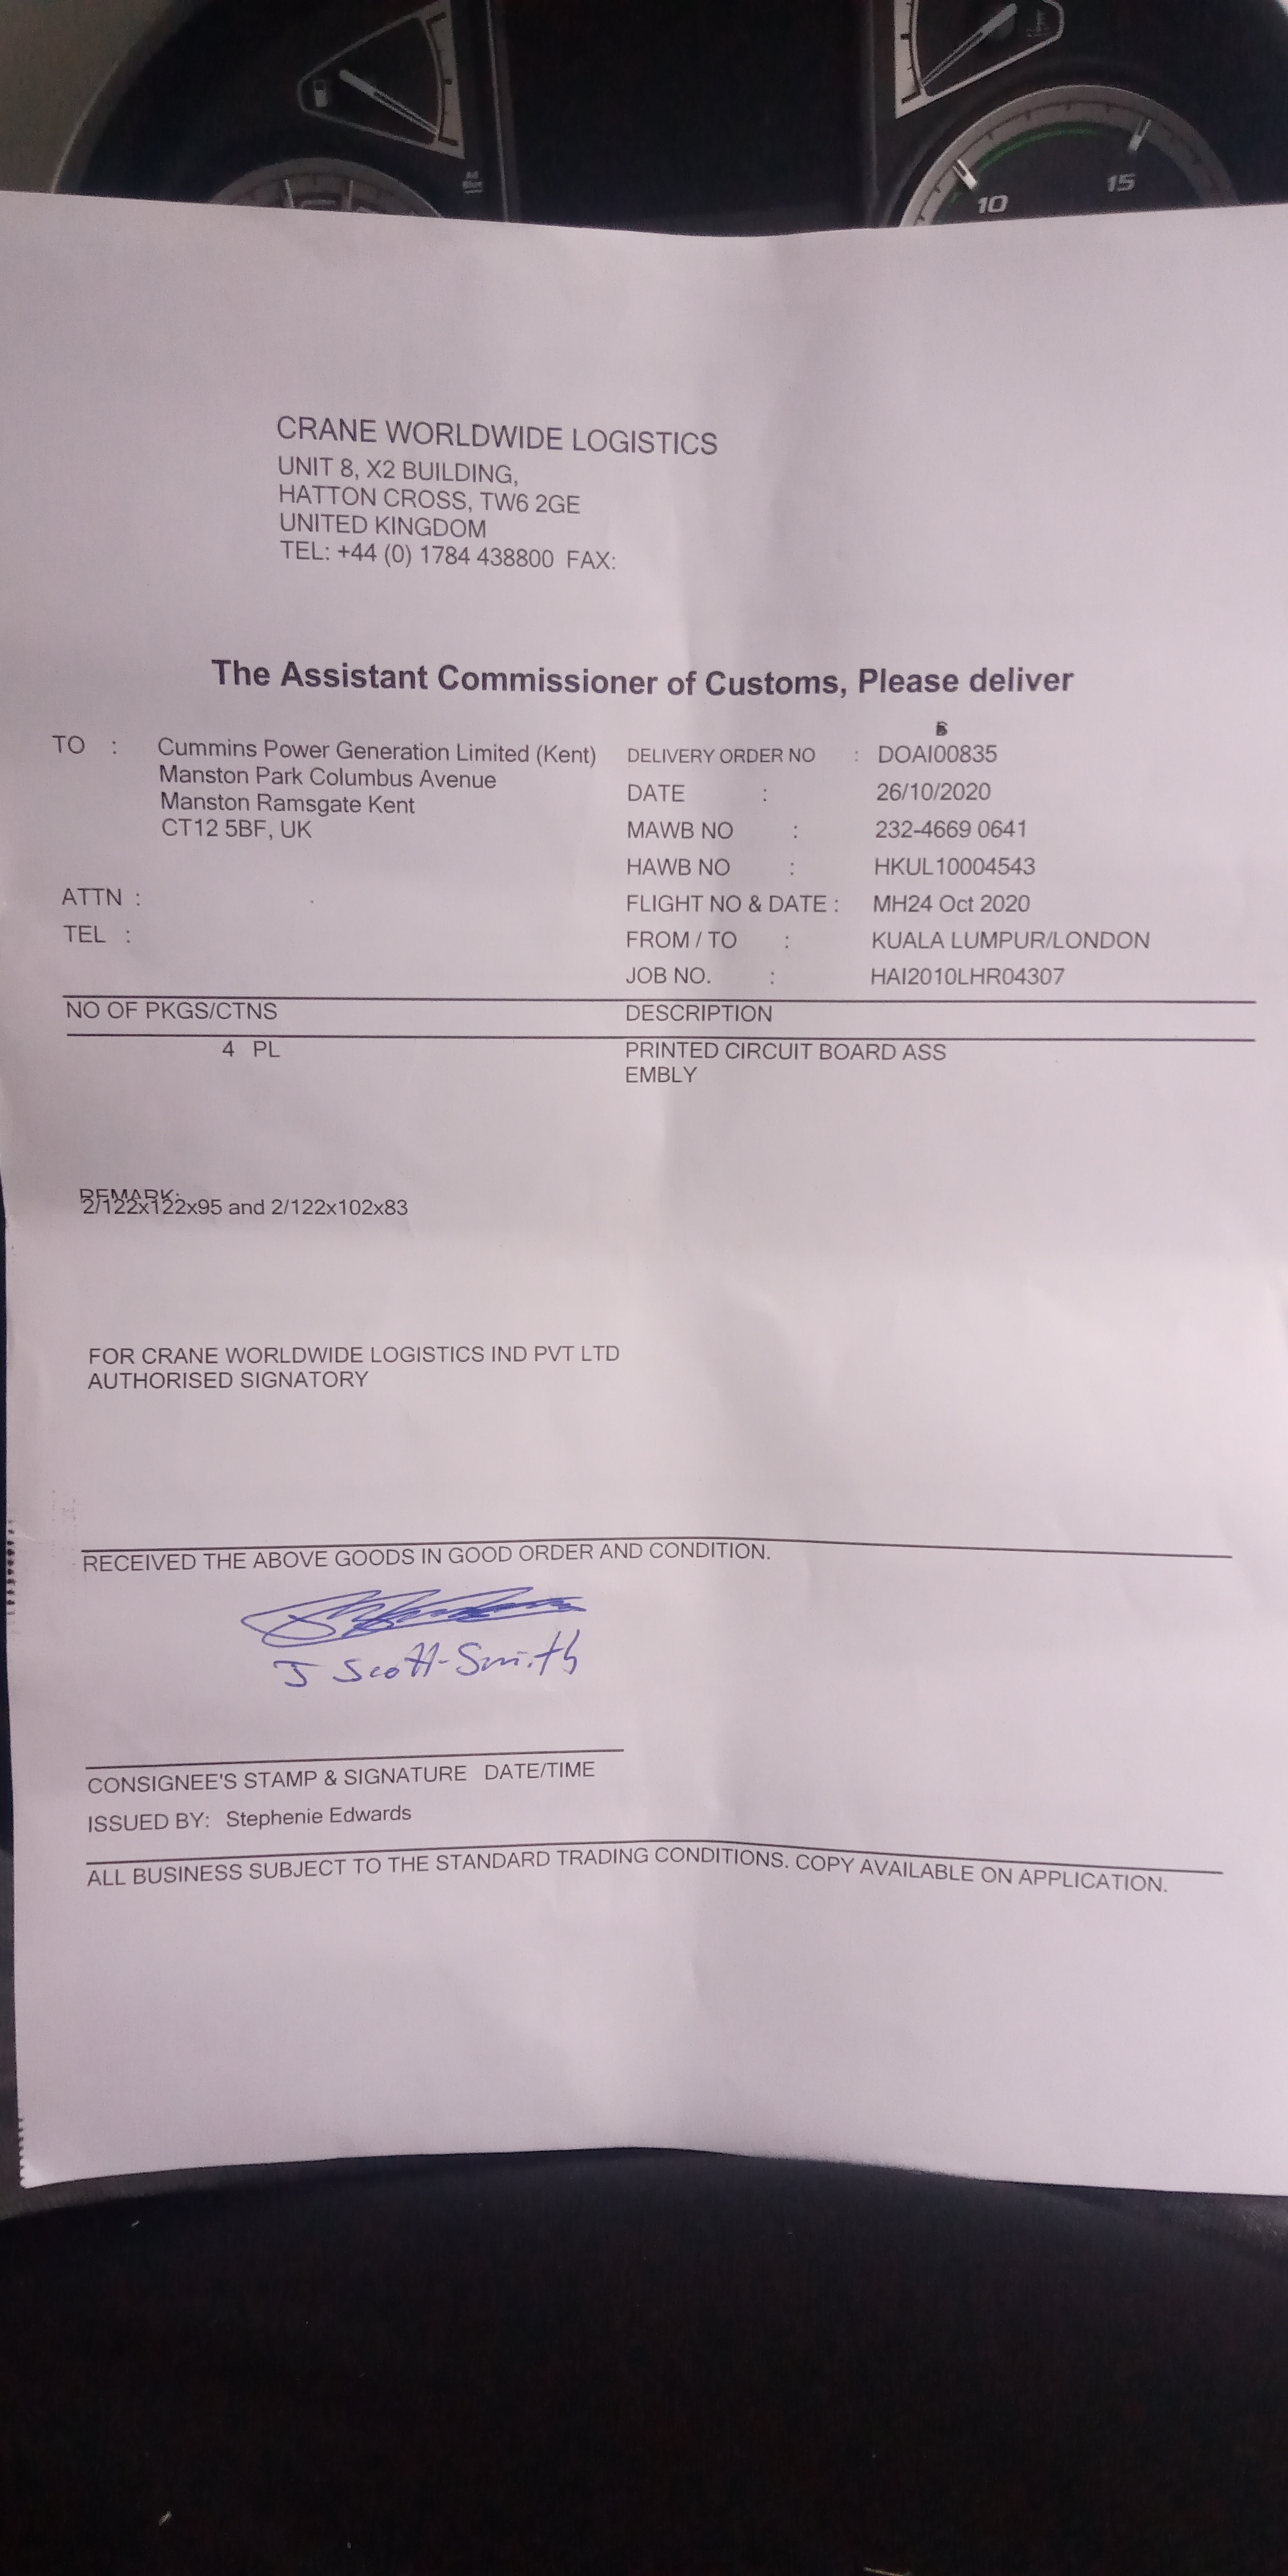 Ad
Blue
10
15
CRANE WORLDWIDE LOGISTICS
UNIT 8, X2 BUILDING,
HATTON CROSS, TW6 2GE
UNITED KINGDOM
TEL: +44 (0) 1784 438800 FAX:
The Assistant Commissioner of Customs, Please deliver
TO : Cummins Power Generation Limited (Kent)
Manston Park Columbus Avenue
Manston Ramsgate Kent
CT12 5BF, UK
ATTN :
TEL :
DELIVERY ORDER NO : DOAI00835
DATE : 26/10/2020
MAWB NO : 232-4669 0641
HAWB NO : HKUL10004543
FLIGHT NO & DATE : MH24 Oct 2020
FROM / TO : KUALA LUMPUR/LONDON
JOB NO. : HAI2010LHR04307
NO OF PKGS/CTNS DESCRIPTION
4 PL PRINTED CIRCUIT BOARD ASS
EMBLY
REMARK:
2/122x122x95 and 2/122x102x83
FOR CRANE WORLDWIDE LOGISTICS IND PVT LTD
AUTHORISED SIGNATORY
RECEIVED THE ABOVE GOODS IN GOOD ORDER AND CONDITION.
J Scott-Smith
CONSIGNEE'S STAMP & SIGNATURE DATE/TIME
ISSUED BY: Stephenie Edwards
ALL BUSINESS SUBJECT TO THE STANDARD TRADING CONDITIONS. COPY AVAILABLE ON APPLICATION.